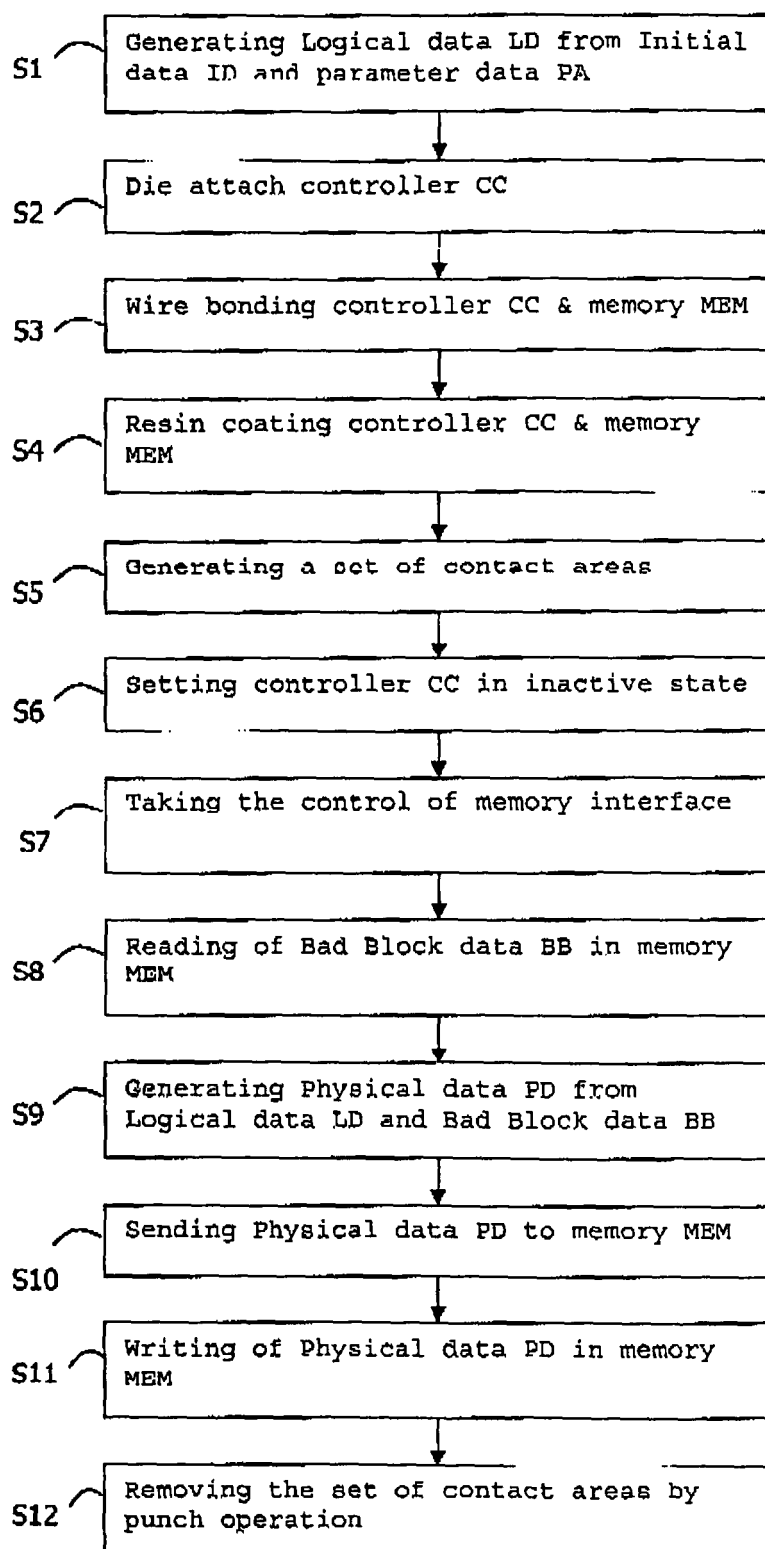 S1
Generating Logical data LD from Initial
data ID and parameter data PA
S2
Die attach controller CC
S3
Wire bonding controller CC & memory MEM
S4
Resin coating controller CC & memory
MEM
S5
Generating a set of contact areas
S6
Setting controller CC in inactive state
S7
Taking the control of memory interface
S8
Reading of Bad Block data BB in memory
MEM
S9
Generating Physical data PD from
Logical data LD and Bad Block data BB
S10
Sending Physical data PD to memory MEM
S11
Writing of Physical data PD in memory
MEM
S12
Removing the set of contact areas by
punch operation